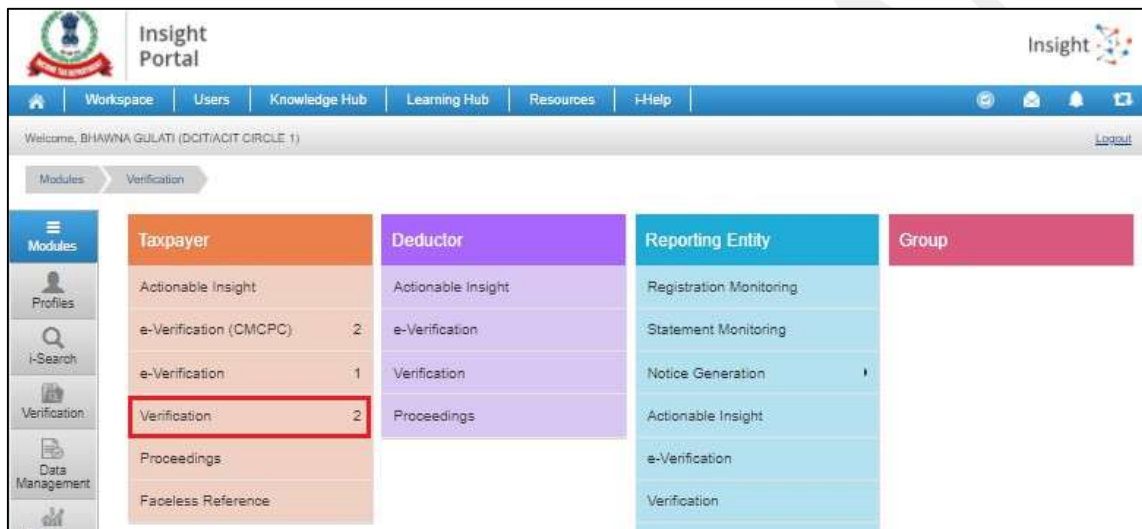 Insight
Portal
Insight
Workspace Users Knowledge Hub Learning Hub Resources i-Help
Welcome, BHAWNA GULATI (DCIT/ACIT CIRCLE 1) Logout
Modules Verification
Modules
Profiles
i-Search
Verification
Data
Management
Taxpayer
Actionable Insight
e-Verification (CMCPC) 2
e-Verification 1
Verification 2
Proceedings
Faceless Reference
Deductor
Actionable Insight
e-Verification
Verification
Proceedings
Reporting Entity
Registration Monitoring
Statement Monitoring
Notice Generation
Actionable Insight
e-Verification
Verification
Group